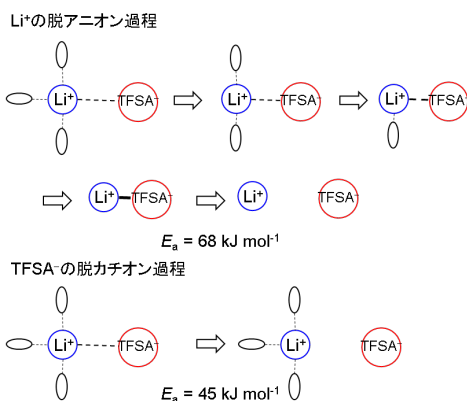 Li⁺の脱アニオン過程
Li⁺ TFSA⁻ Li⁺ TFSA⁻ Li⁺ TFSA⁻
Li⁺ TFSA⁻ Li⁺ TFSA⁻
Eₐ = 68 kJ mol⁻¹
TFSA⁻の脱カチオン過程
Li⁺ TFSA⁻ Li⁺ TFSA⁻
Eₐ = 45 kJ mol⁻¹